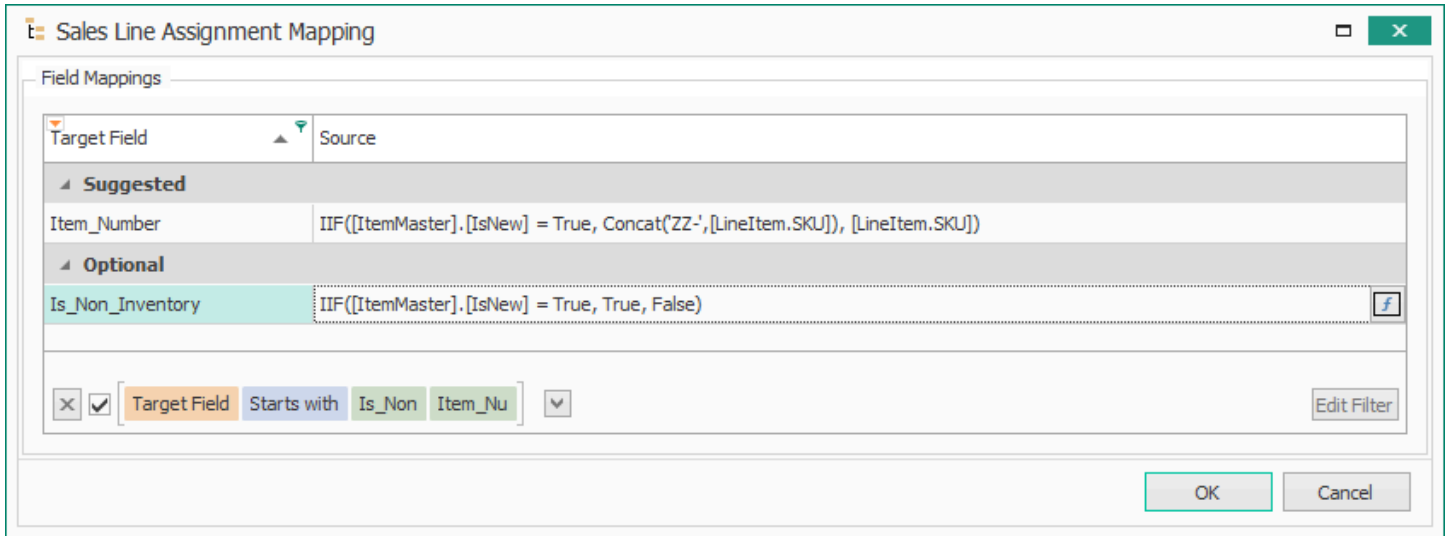 Sales Line Assignment Mapping
Field Mappings
Target Field Source
Suggested
Item_Number IIF([ItemMaster].[IsNew] = True, Concat('ZZ-',[LineItem.SKU]), [LineItem.SKU])
Optional
Is_Non_Inventory IIF([ItemMaster].[IsNew] = True, True, False)
Target Field Starts with Is_Non Item_Nu Edit Filter
OK Cancel